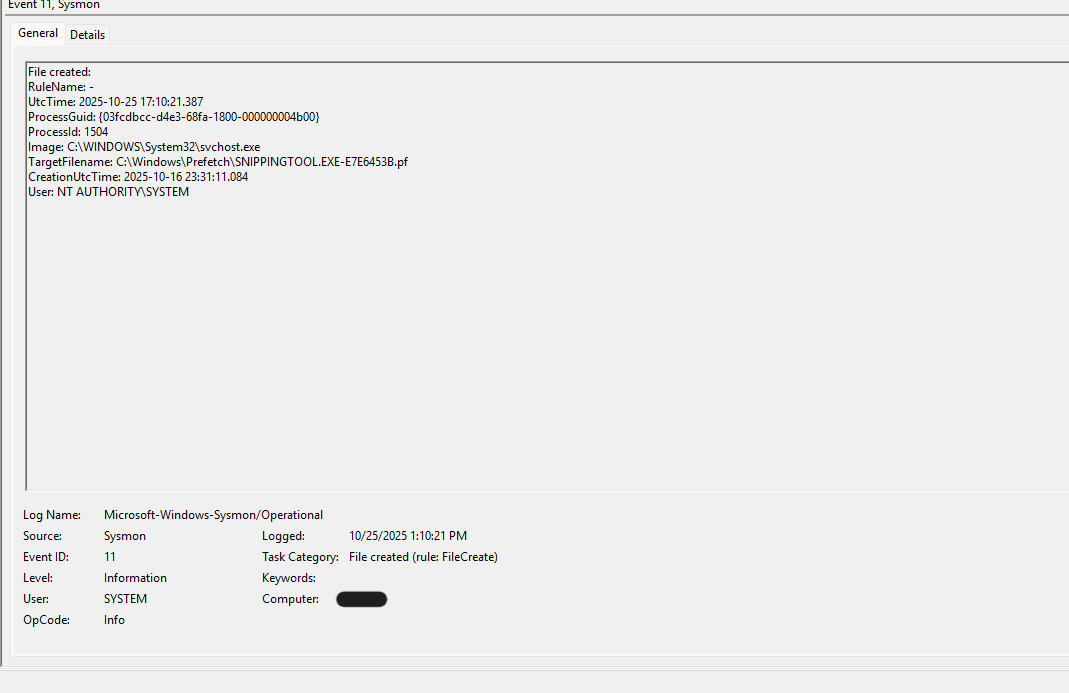 Event 11, Sysmon
General Details
File created:
RuleName: -
UtcTime: 2025-10-25 17:10:21.387
ProcessGuid: {03fcdbcc-d4e3-68fa-1800-000000004b00}
ProcessId: 1504
Image: C:\WINDOWS\System32\svchost.exe
TargetFilename: C:\Windows\Prefetch\SNIPPINGTOOL.EXE-E7E6453B.pf
CreationUtcTime: 2025-10-16 23:31:11.084
User: NT AUTHORITY\SYSTEM
Log Name: Microsoft-Windows-Sysmon/Operational
Source: Sysmon Logged: 10/25/2025 1:10:21 PM
Event ID: 11 Task Category: File created (rule: FileCreate)
Level: Information Keywords:
User: SYSTEM Computer:
OpCode: Info